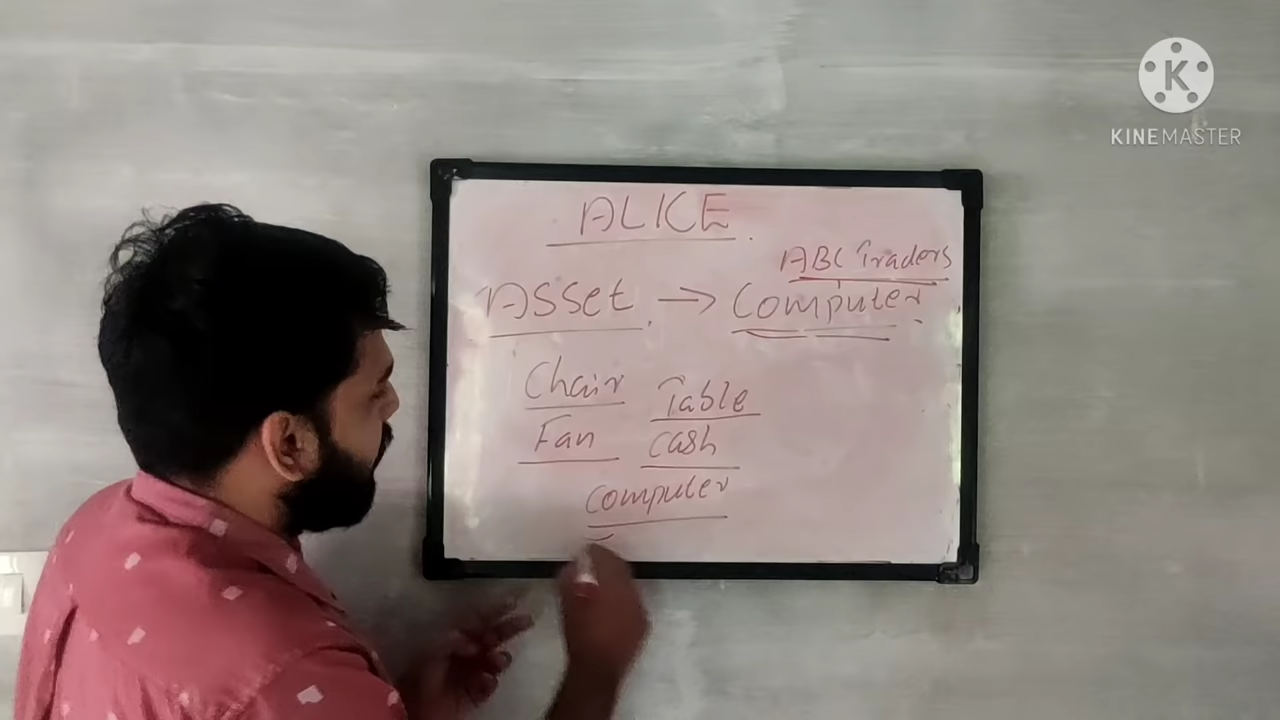 K
KINEMASTER
ALICE
ABC Traders
Asset → Computer
Chair Table
Fan Cash
Computer